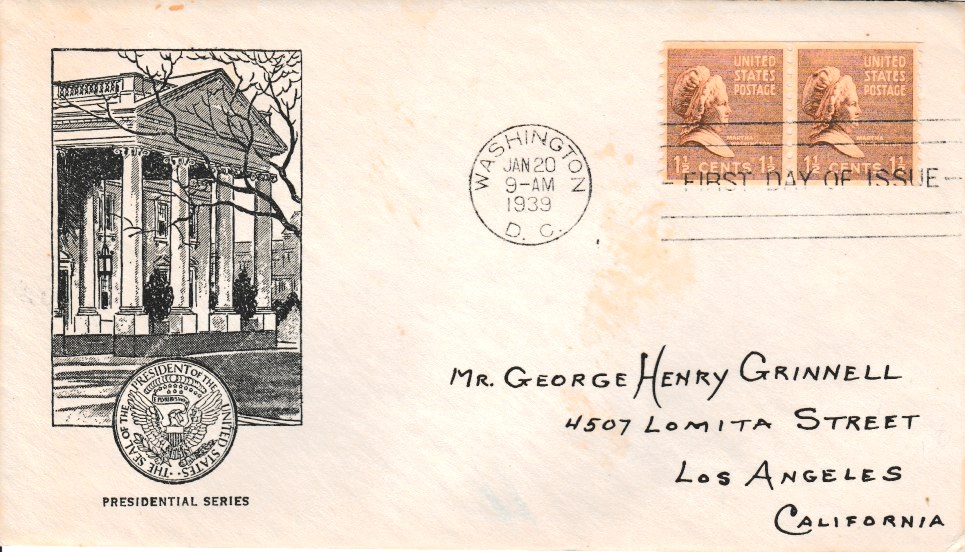 UNITED
STATES
POSTAGE
MARTHA
1½ CENTS 1½
UNITED
STATES
POSTAGE
MARTHA
1½ CENTS 1½
FIRST DAY OF ISSUE
WASHINGTON
JAN 20
9-AM
1939
D. C.
MR. GEORGE HENRY GRINNELL
4507 LOMITA STREET
LOS ANGELES
CALIFORNIA
THE SEAL OF THE PRESIDENT OF THE UNITED STATES
PRESIDENTIAL SERIES